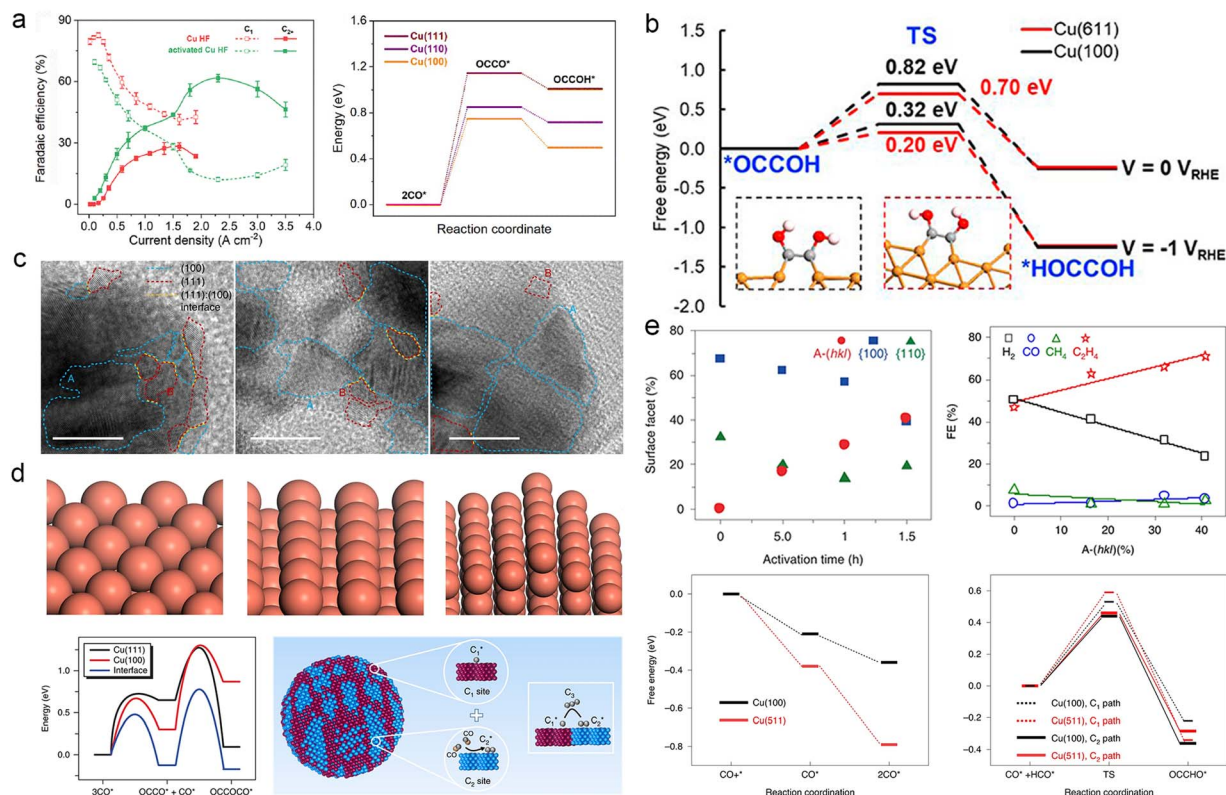 a
90
60
30
0
Faradaic efficiency (%)
C₁ C₂₊
Cu HF
activated Cu HF
0.0 0.5 1.0 1.5 2.0 2.5 3.0 3.5 4.0
Current density (A cm⁻²)
1.6
1.2
0.8
0.4
0.0
Energy (eV)
Cu(111)
Cu(110)
Cu(100)
OCCO*
OCCOH*
2CO*
Reaction coordinate
b
1.0
0.5
0.0
-0.5
-1.0
-1.5
-2.0
Free energy (eV)
TS
Cu(611)
Cu(100)
0.82 eV
0.70 eV
0.32 eV
0.20 eV
*OCCOH
V = 0 V RHE
V = -1 V RHE
*HOCCOH
c
(100)
(111)
(111):(100)
interface
A
B
A
B
A
B
d
Cu(111)
Cu(100)
Interface
1.0
0.5
0.0
Energy (eV)
3CO* OCCO* + CO* OCCOCO*
C₁*
C₁ site
CO
CO
C₂*
C₂ site
C₃
C₁* C₂*
e
80
60
40
20
0
Surface facet (%)
A-(hkl) {100} {110}
0 5.0 1 1.5
Activation time (h)
80
60
40
20
0
FE (%)
H₂ CO CH₄ C₂H₄
0 10 20 30 40
A-(hkl)(%)
0.0
−0.2
−0.4
−0.6
−0.8
Free energy (eV)
Cu(100)
Cu(511)
CO+* CO* 2CO*
Reaction coordination
0.6
0.4
0.2
0.0
−0.2
−0.4
Cu(100), C₁ path
Cu(511), C₁ path
Cu(100), C₂ path
Cu(511), C₂ path
CO* +HCO* TS OCCHO*
Reaction coordination